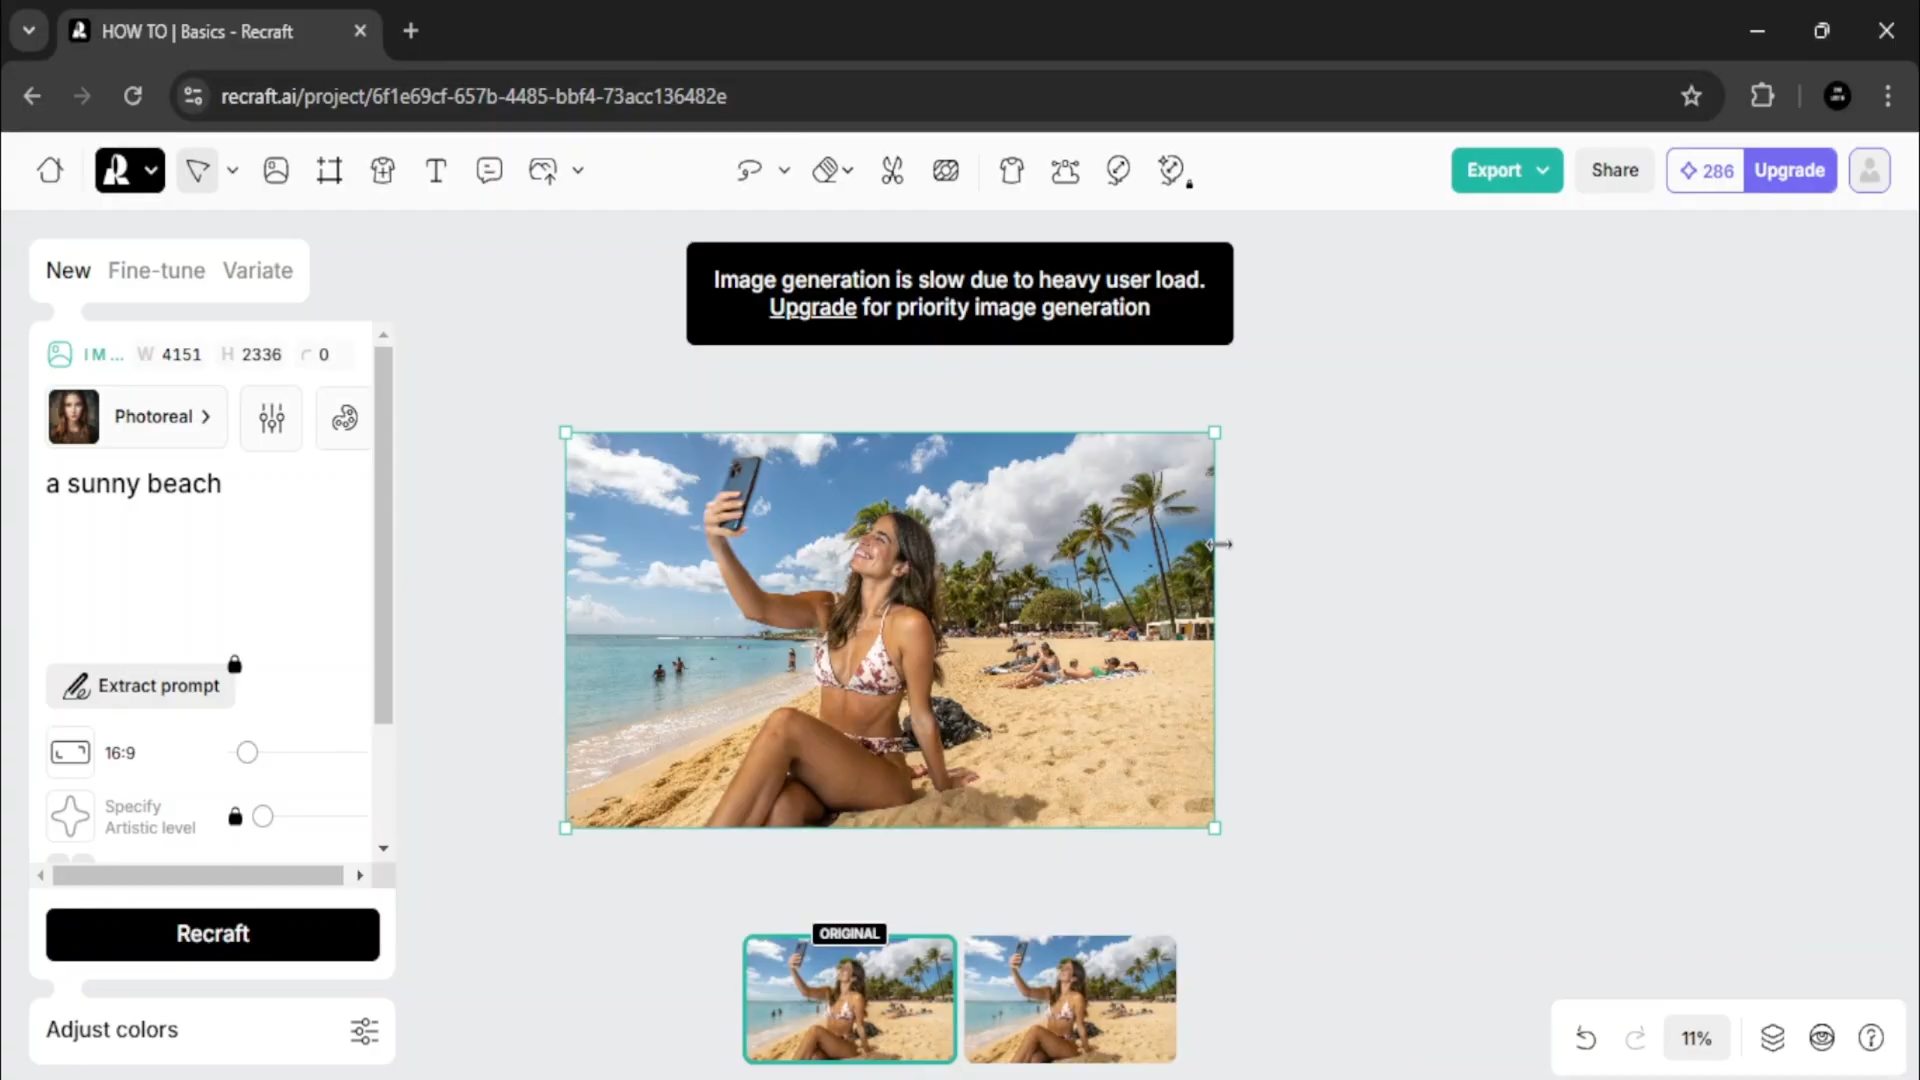 HOW TO | Basics - Recraft
recraft.ai/project/6f1e69cf-657b-4485-bbf4-73acc136482e
T
Export
Share
286
Upgrade
New Fine-tune Variate
Image generation is slow due to heavy user load.
Upgrade for priority image generation
I M ... W 4151 H 2336 0
Photoreal
a sunny beach
Extract prompt
16:9
Specify
Artistic level
Recraft
ORIGINAL
Adjust colors
11%